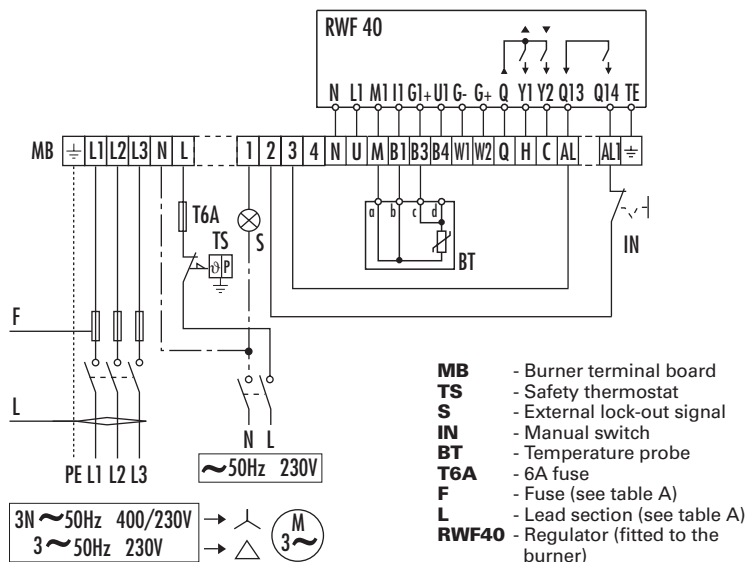 RWF 40
N L1 M1 I1 G1+ U1 G- G+ Q Y1 Y2 Q13 Q14 TE
MB L1 L2 L3 N L 1 2 3 4 N U M B1 B3 B4 W1 W2 Q H C AL AL1
T6A
TS
ϑ P
S
a b c d
BT
IN
F
L
N L
PE L1 L2 L3
~50Hz 230V
3N ~50Hz 400/230V
3 ~50Hz 230V
M
3~
MB - Burner terminal board
TS - Safety thermostat
S - External lock-out signal
IN - Manual switch
BT - Temperature probe
T6A - 6A fuse
F - Fuse (see table A)
L - Lead section (see table A)
RWF40 - Regulator (fitted to the
burner)